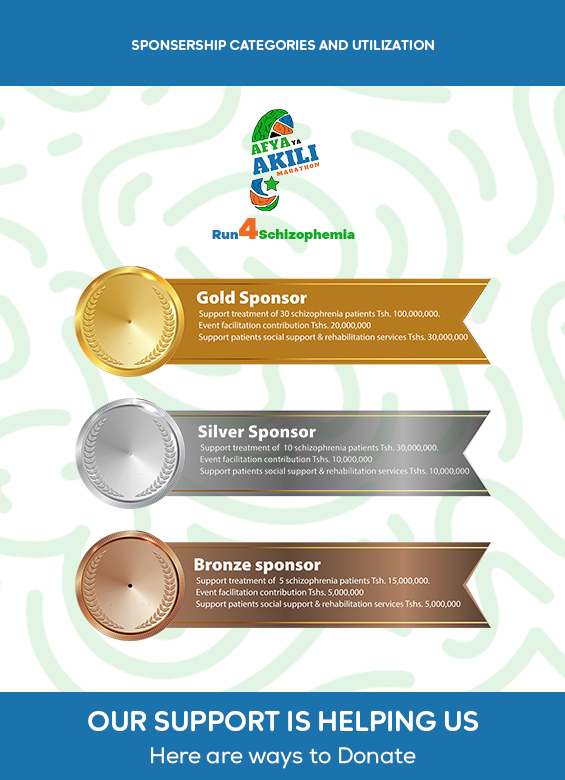 SPONSERSHIP CATEGORIES AND UTILIZATION
AFYA YA
AKILI
MARATHON
Run4Schizophemia
Gold Sponsor
Support treatment of 30 schizophrenia patients Tsh. 100,000,000.
Event facilitation contribution Tshs. 20,000,000
Support patients social support & rehabilitation services Tshs. 30,000,000
Silver Sponsor
Support treatment of 10 schizophrenia patients Tsh. 30,000,000.
Event facilitation contribution Tshs. 10,000,000
Support patients social support & rehabilitation services Tshs. 10,000,000
Bronze sponsor
Support treatment of 5 schizophrenia patients Tsh. 15,000,000.
Event facilitation contribution Tshs. 5,000,000
Support patients social support & rehabilitation services Tshs. 5,000,000
OUR SUPPORT IS HELPING US
Here are ways to Donate